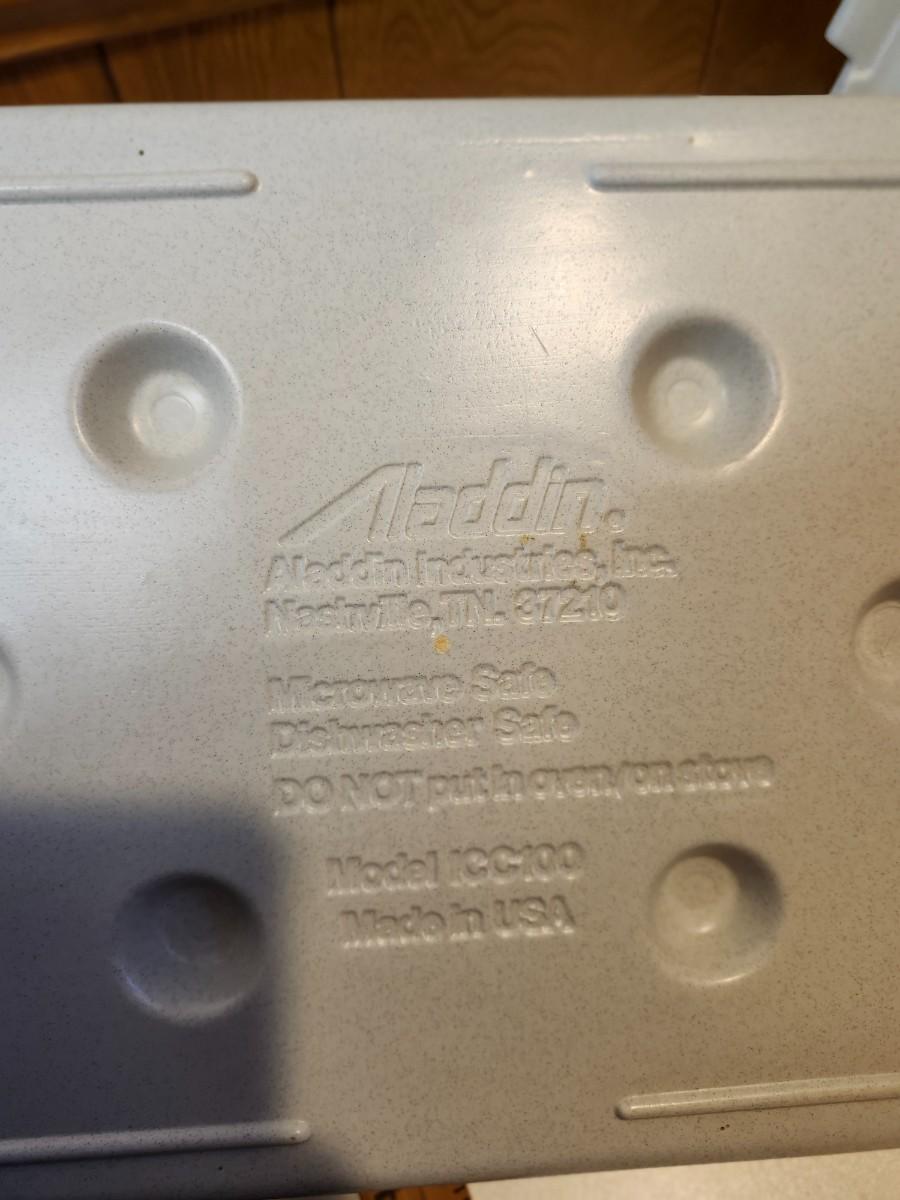 Aladdin.
Aladdin Industries, Inc.
Nashville, TN. 37210
Microwave Safe
Dishwasher Safe
DO NOT put in oven/on stove
Model ICC100
Made in USA